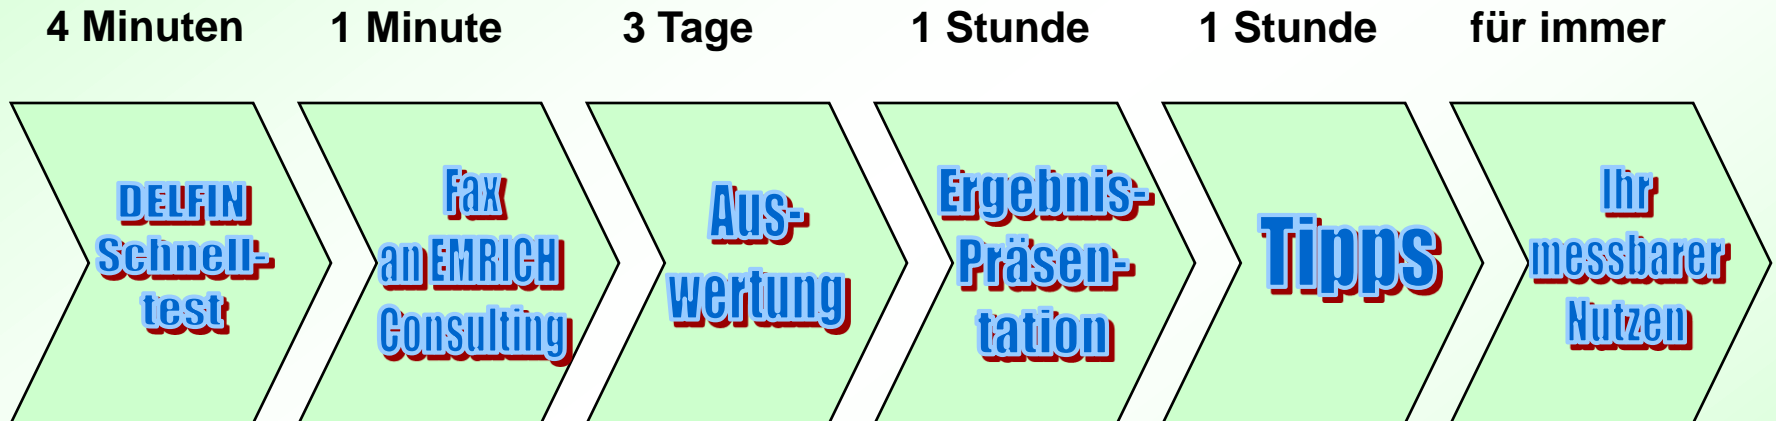 4 Minuten
1 Minute
3 Tage
1 Stunde
1 Stunde
für immer
DELFIN
Schnell-
test
Fax
an EMRICH
Consulting
Aus-
wertung
Ergebnis-
Präsen-
tation
Tipps
Ihr
messbarer
Nutzen